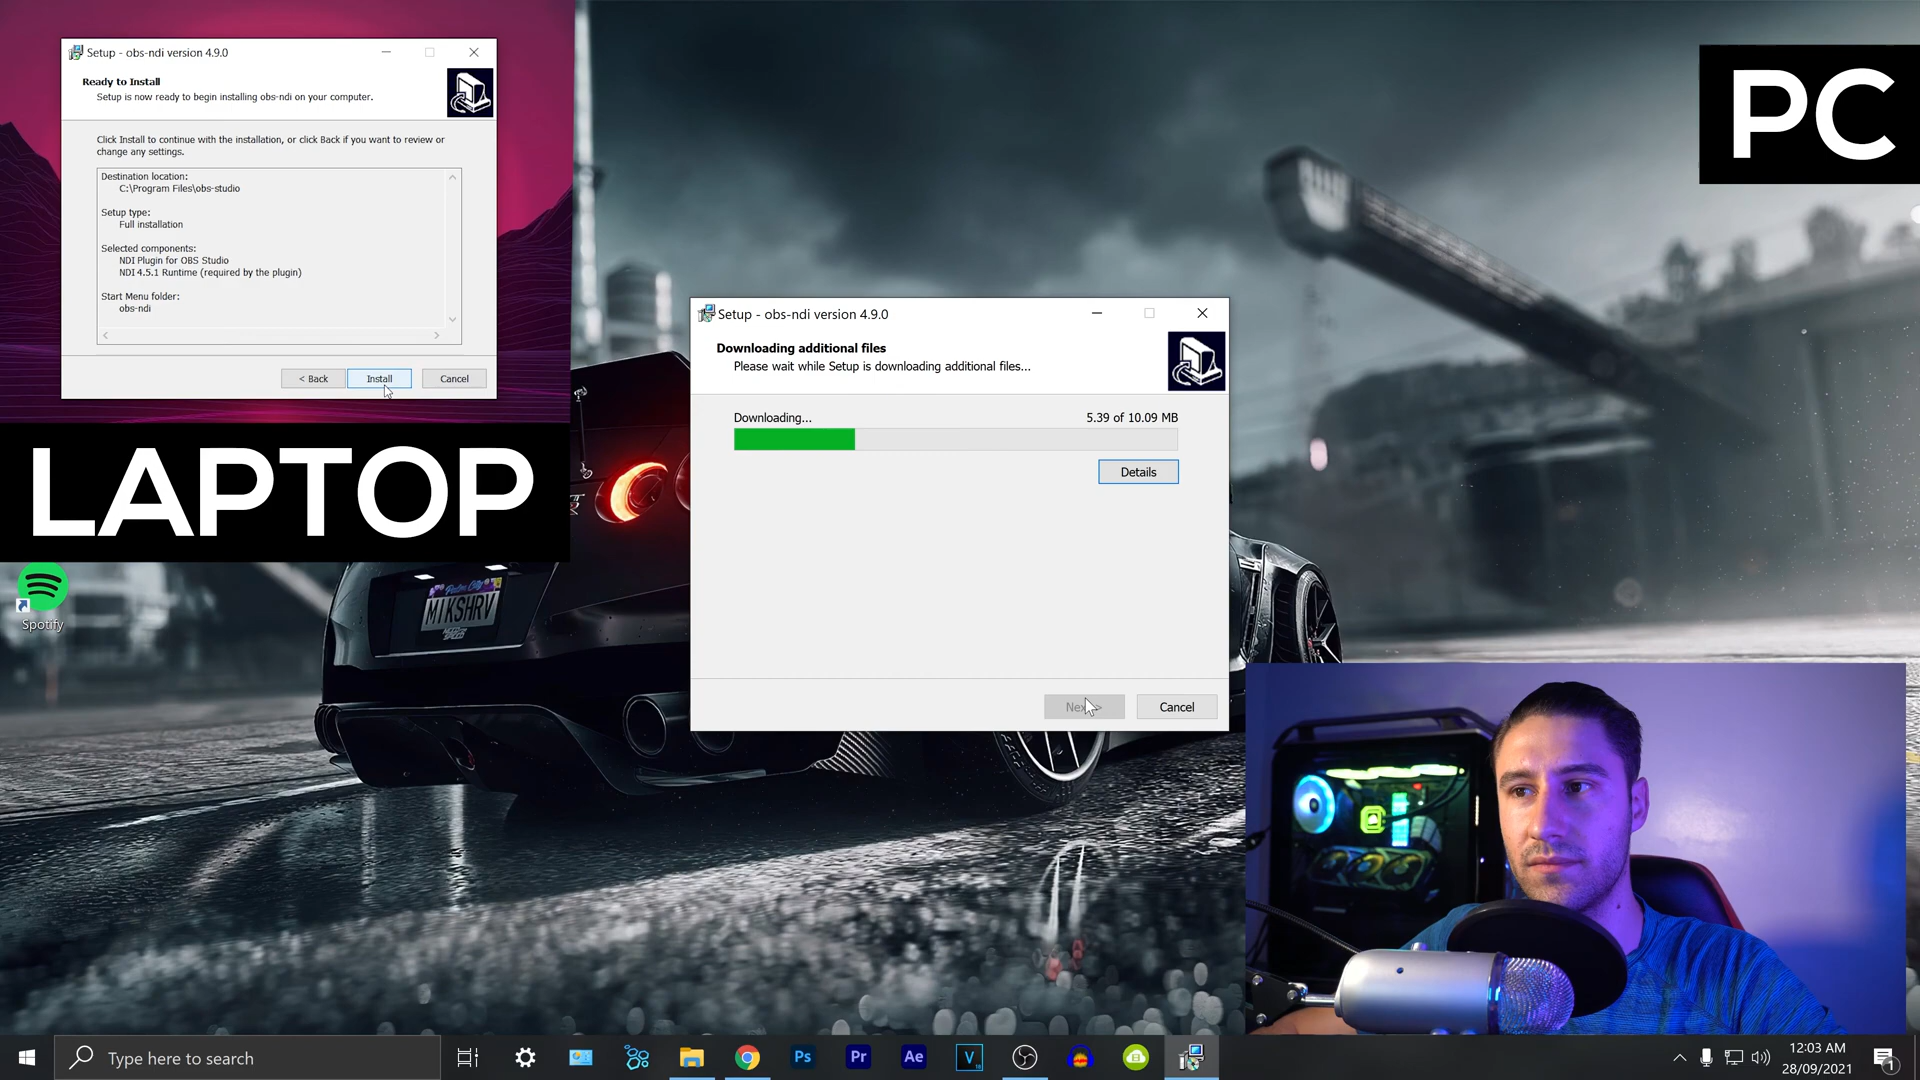 Setup - obs-ndi version 4.9.0
Ready to Install
Setup is now ready to begin installing obs-ndi on your computer.
Click Install to continue with the installation, or click Back if you want to review or
change any settings.
Destination location:
C:\Program Files\obs-studio
Setup type:
Full installation
Selected components:
NDI Plugin for OBS Studio
NDI 4.5.1 Runtime (required by the plugin)
Start Menu folder:
obs-ndi
< Back
Install
Cancel
LAPTOP
PC
Setup - obs-ndi version 4.9.0
Downloading additional files
Please wait while Setup is downloading additional files...
Downloading...
5.39 of 10.09 MB
Details
Cancel
Spotify
MIKSHRV
Type here to search
Ps
Pr
Ae
V
12:03 AM
28/09/2021
1